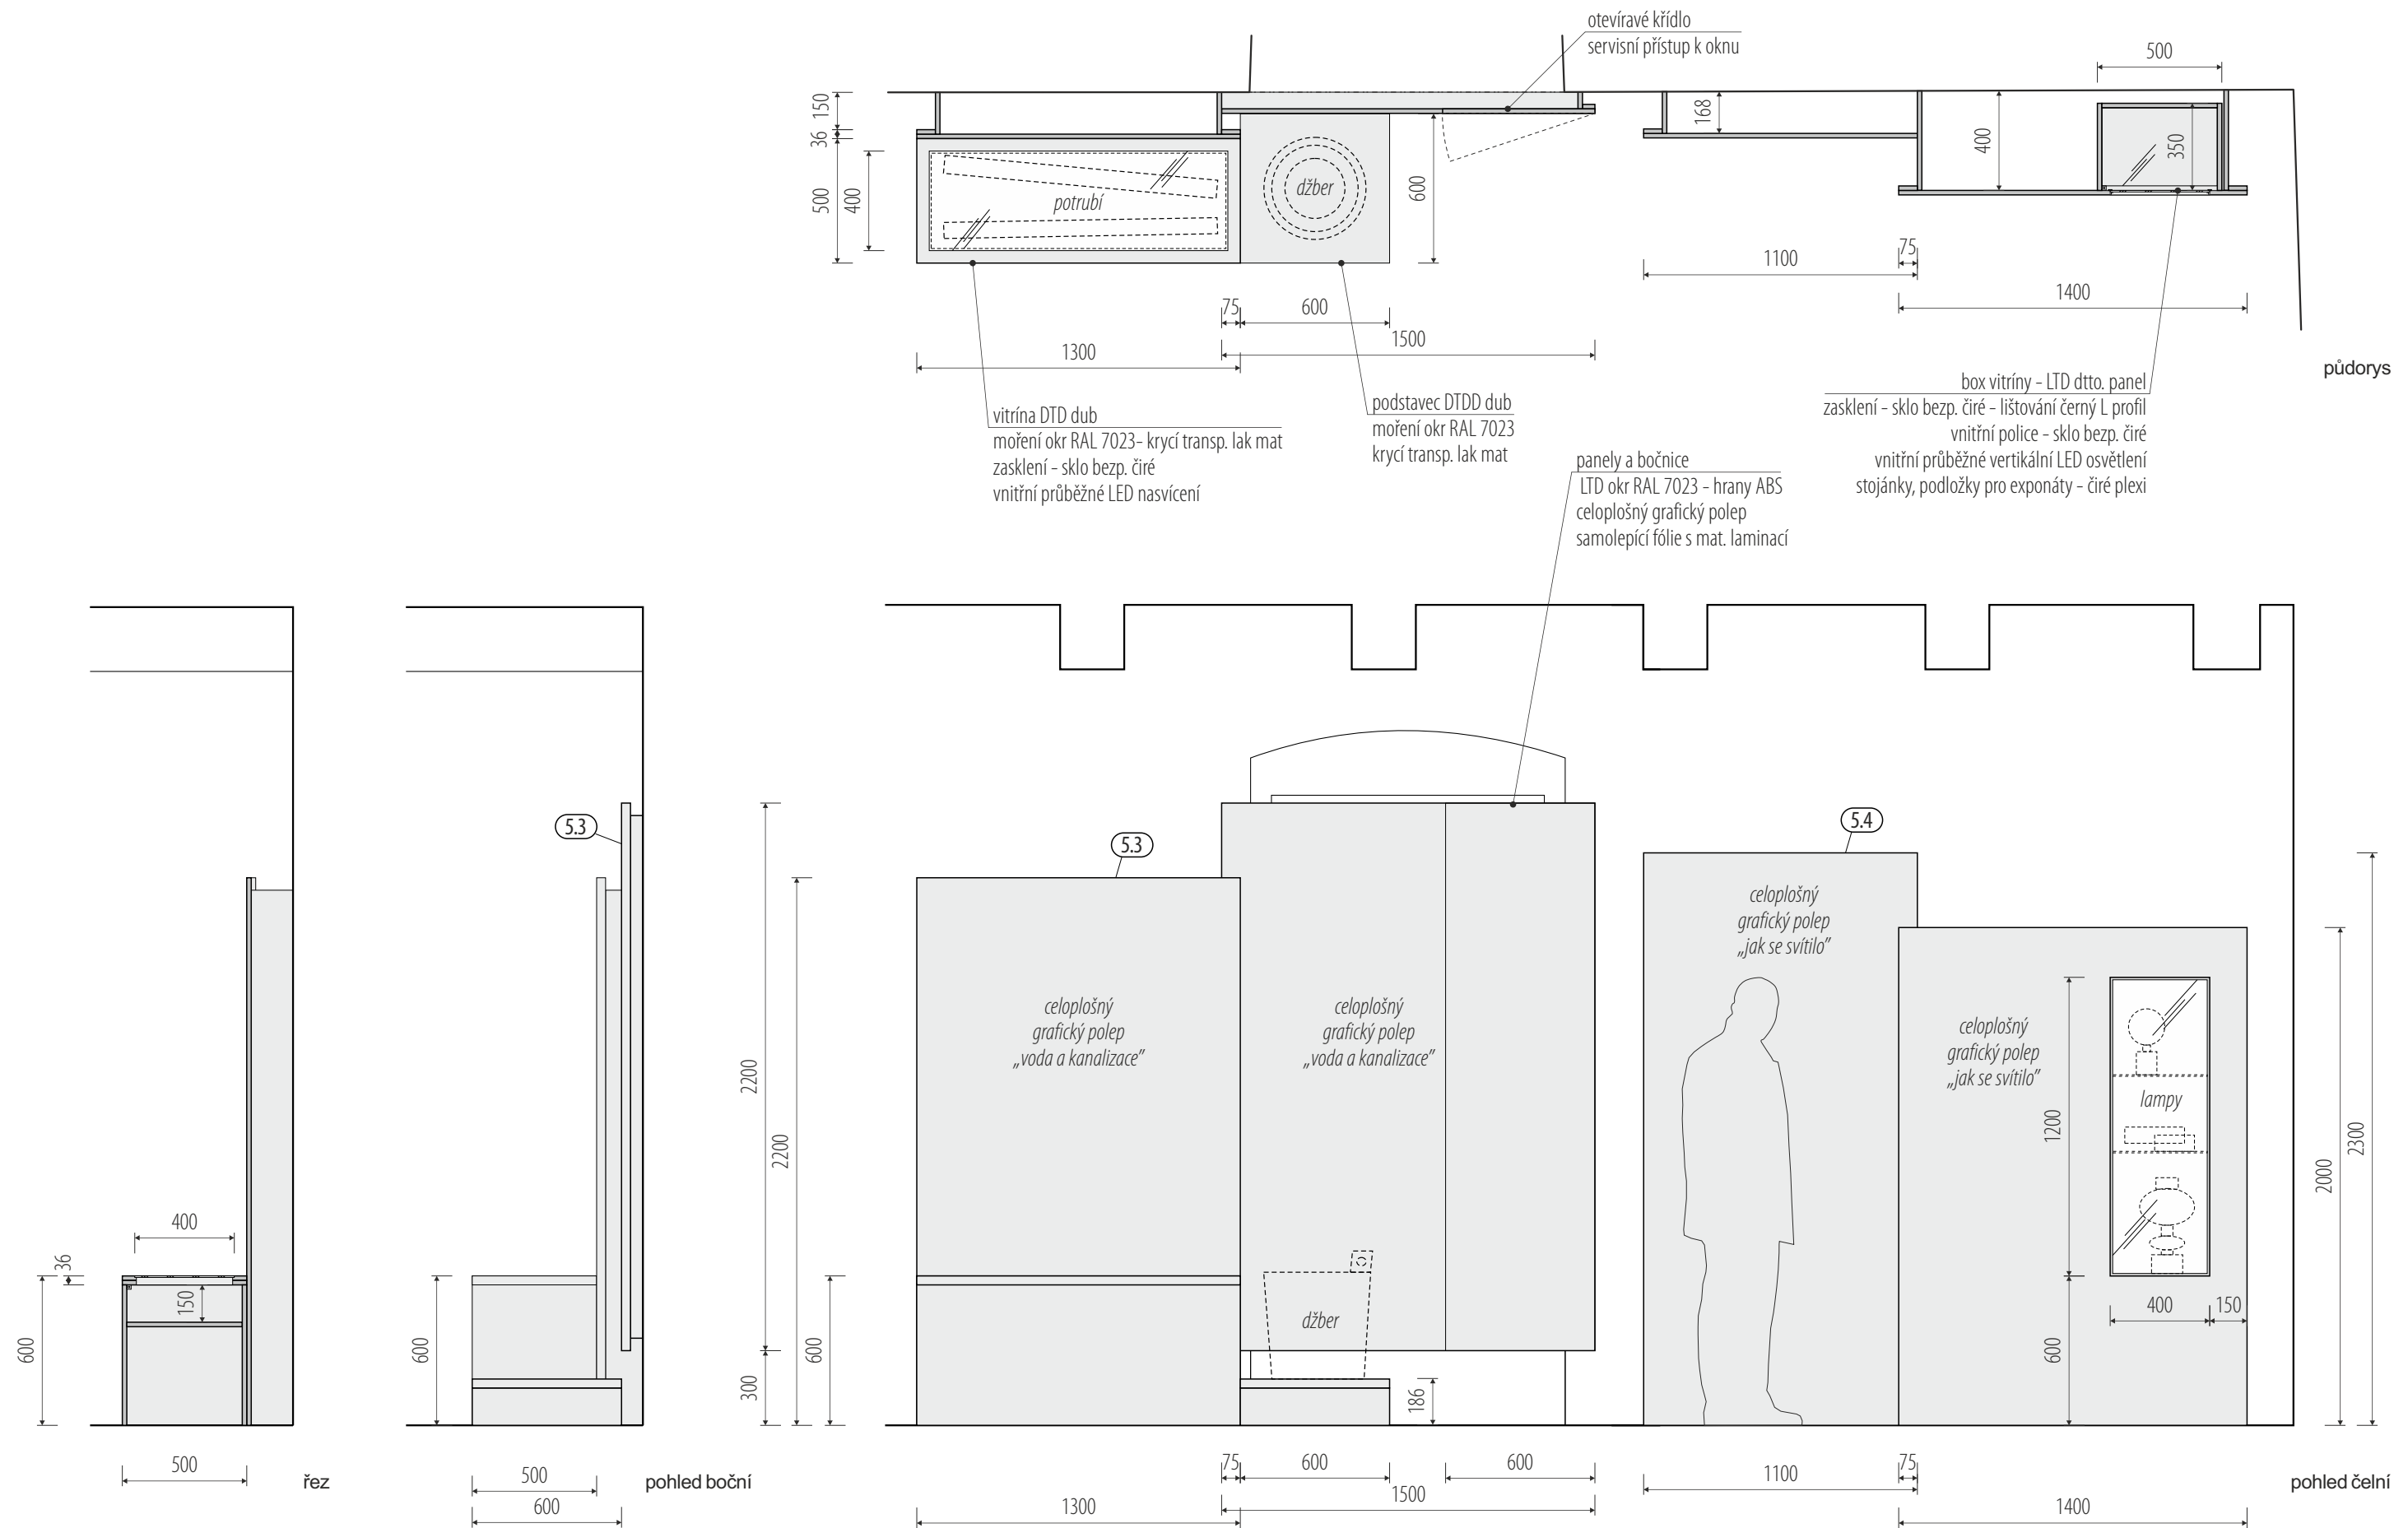 otevíravé křídlo
servisní přístup k oknu
500
150
36
500
400
potrubí
džber
600
168
400
350
75
600
1500
1300
1100
75
1400
půdorys
vitrína DTD dub
moření okr RAL 7023- krycí transp. lak mat
zasklení - sklo bezp. čiré
vnitřní průběžné LED nasvícení
podstavec DTDD dub
moření okr RAL 7023
krycí transp. lak mat
panely a bočnice
LTD okr RAL 7023 - hrany ABS
celoplošný grafický polep
samolepící fólie s mat. laminací
box vitríny - LTD dtto. panel
zasklení - sklo bezp. čiré - lištování černý L profil
vnitřní police - sklo bezp. čiré
vnitřní průběžné vertikální LED osvětlení
stojánky, podložky pro exponáty - čiré plexi
400
36
150
600
500
řez
5.3
600
500
600
pohled boční
2200
300
2200
600
5.3
celoplošný
grafický polep
„voda a kanalizace”
celoplošný
grafický polep
„voda a kanalizace”
džber
186
5.4
celoplošný
grafický polep
„jak se svítilo”
celoplošný
grafický polep
„jak se svítilo”
lampy
1200
600
400
150
2000
2300
75
600
600
1500
1300
1100
75
1400
pohled čelní